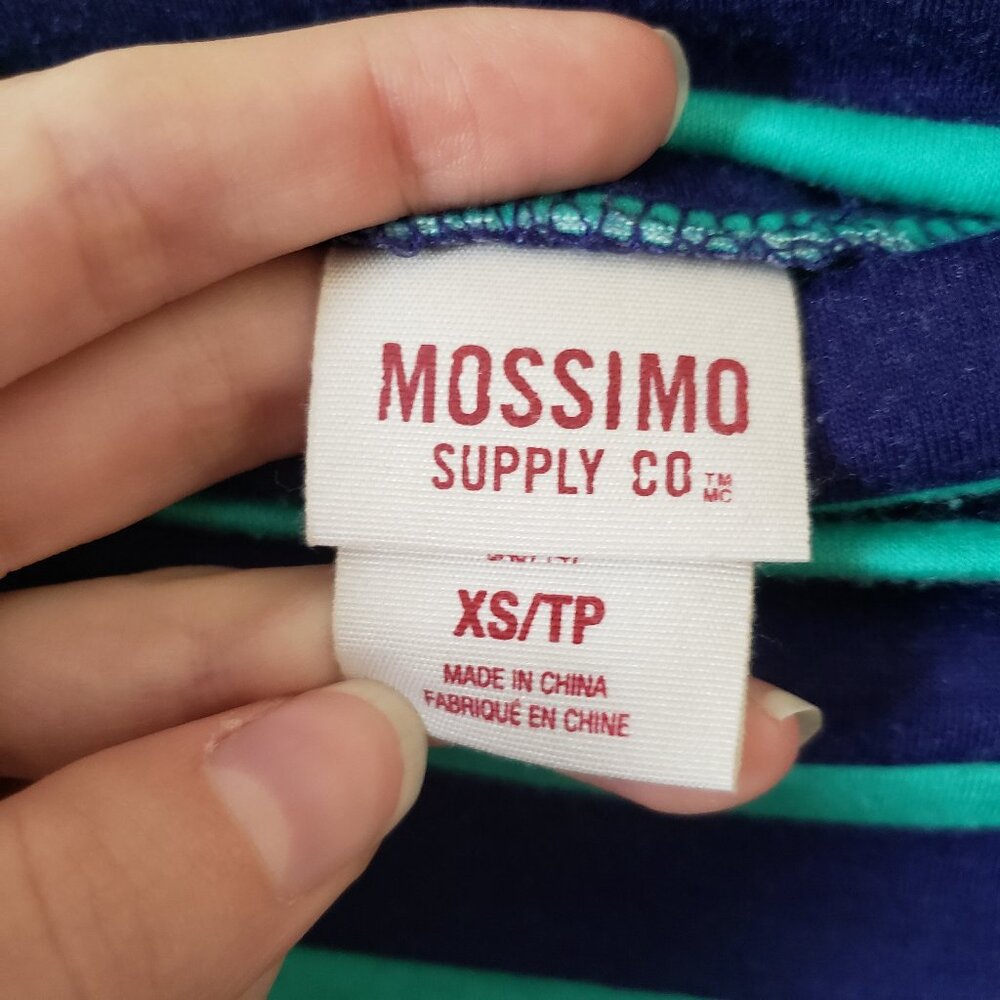 MOSSIMO
SUPPLY CO TM
MC
XS/TP
MADE IN CHINA
FABRIQUÉ EN CHINE